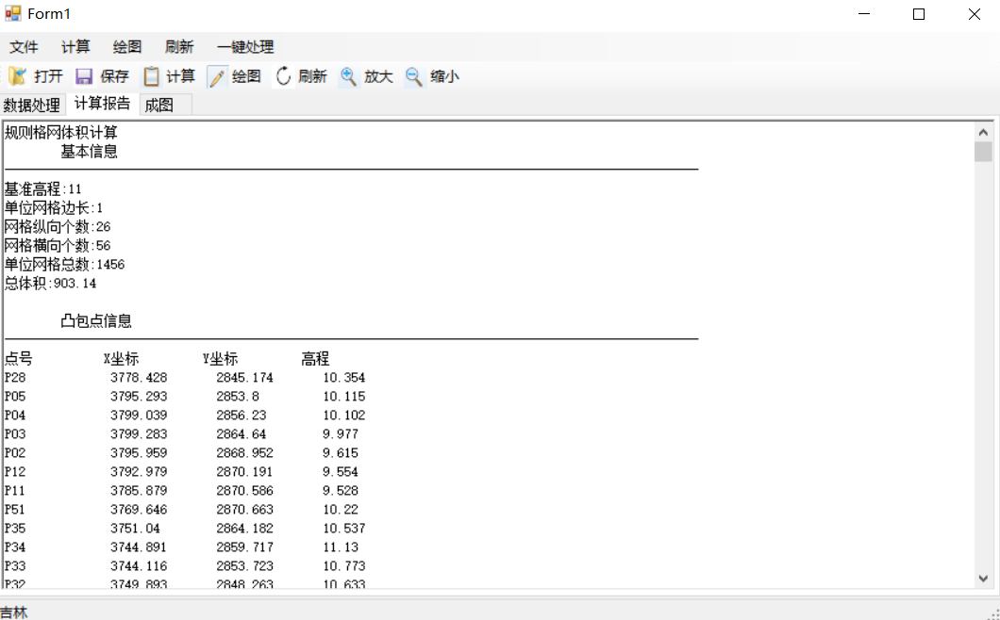 Form1
文件 计算 绘图 刷新 一键处理
打开 保存 计算 绘图 刷新 放大 缩小
数据处理 计算报告 成图
规则格网体积计算
基本信息
基准高程:11
单位网格边长:1
网格纵向个数:26
网格横向个数:56
单位网格总数:1456
总体积:903.14
凸包点信息
点号 X坐标 Y坐标 高程
P28 3778.428 2845.174 10.354
P05 3795.293 2853.8 10.115
P04 3799.039 2856.23 10.102
P03 3799.283 2864.64 9.977
P02 3795.959 2868.952 9.615
P12 3792.979 2870.191 9.554
P11 3785.879 2870.586 9.528
P51 3769.646 2870.663 10.22
P35 3751.04 2864.182 10.537
P34 3744.891 2859.717 11.13
P33 3744.116 2853.723 10.773
P32 3749.893 2848.263 10.633
吉林